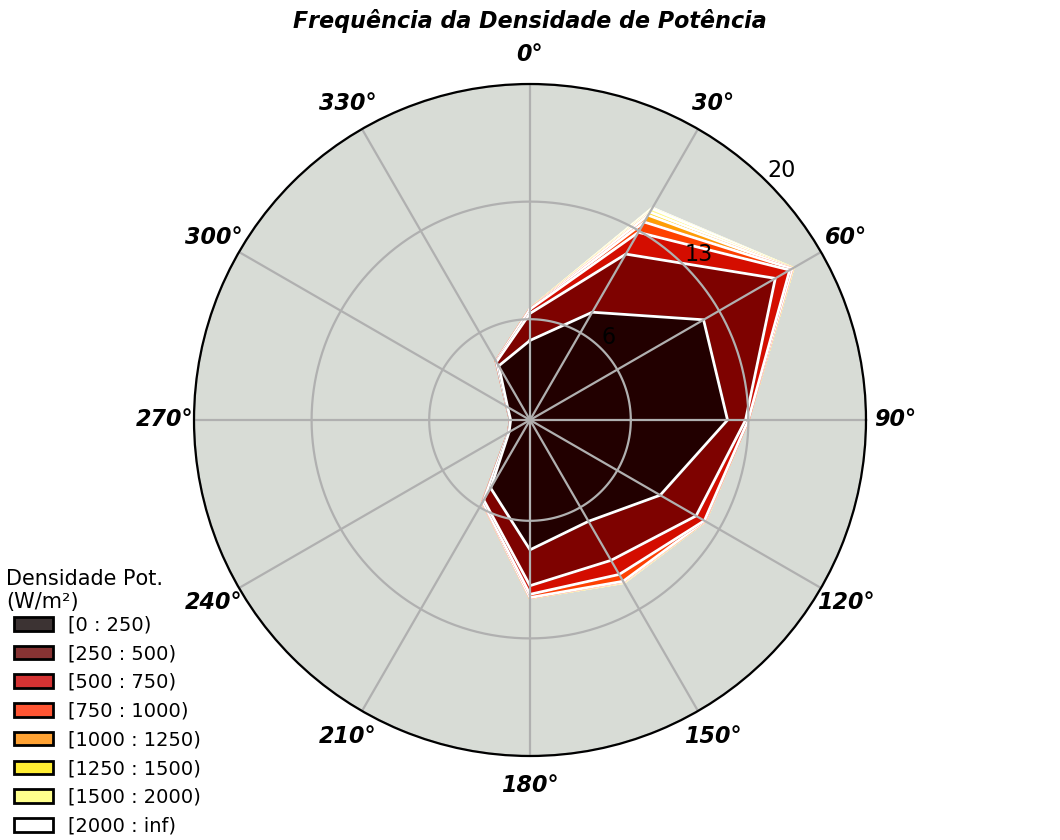 Frequência da Densidade de Potência
0°
330°
30°
20
300°
60°
13
6
270°
90°
240°
120°
210°
150°
180°
Densidade Pot.
(W/m²)
[0 : 250)
[250 : 500)
[500 : 750)
[750 : 1000)
[1000 : 1250)
[1250 : 1500)
[1500 : 2000)
[2000 : inf)